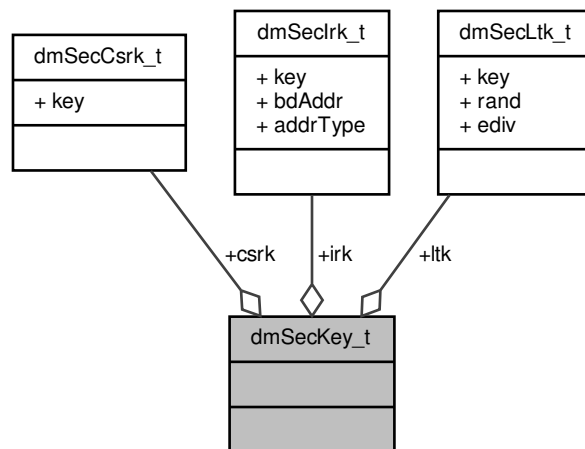 dmSecCsrk_t
+ key
dmSecIrk_t
+ key
+ bdAddr
+ addrType
dmSecLtk_t
+ key
+ rand
+ ediv
+csrk
+irk
+ltk
dmSecKey_t